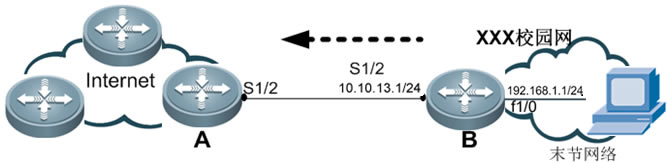 XXX校园网
Internet
S1/2
S1/2
10.10.13.1/24
192.168.1.1/24
f1/0
A
B
末节网络